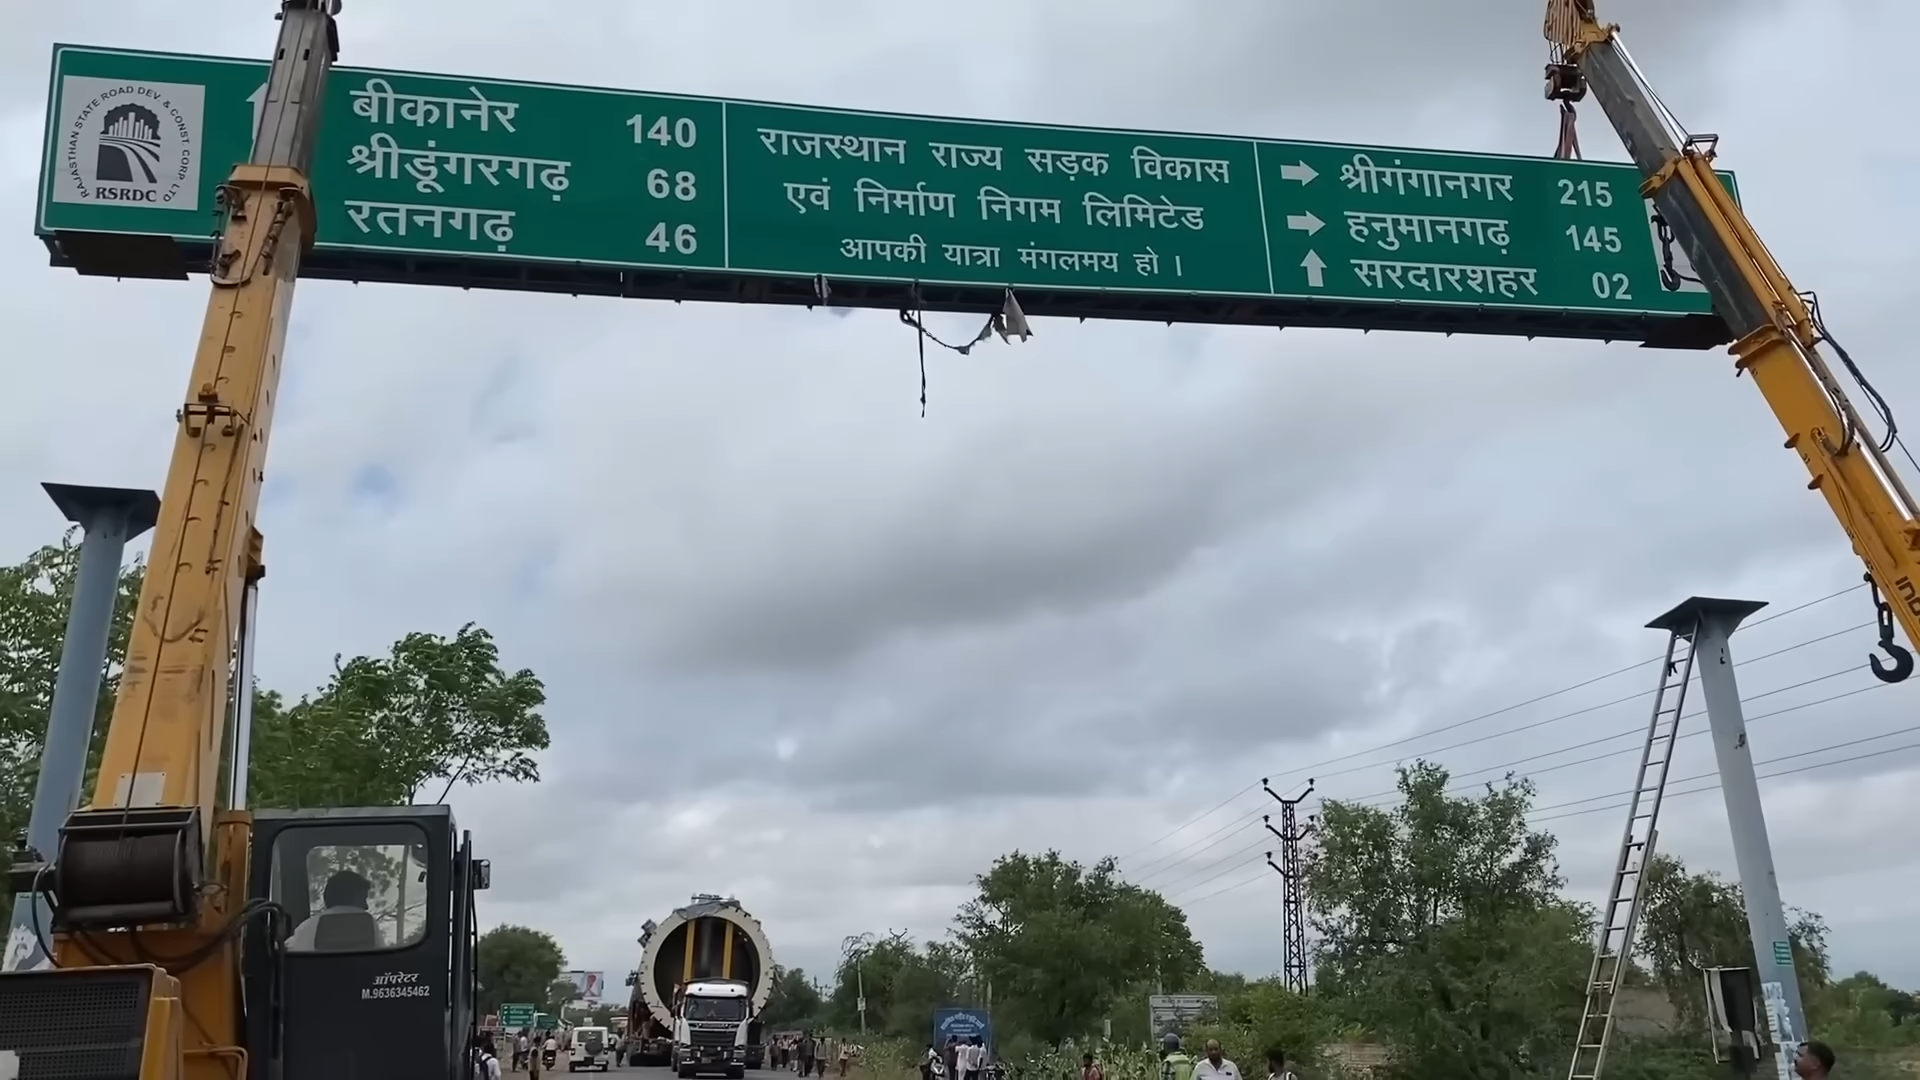 RAJASTHAN STATE ROAD DEV. & CONST. CORP. LTD
RSRDC
बीकानेर 140
श्रीडूंगरगढ़ 68
रतनगढ़ 46
राजस्थान राज्य सड़क विकास
एवं निर्माण निगम लिमिटेड
आपकी यात्रा मंगलमय हो ।
श्रीगंगानगर 215
हनुमानगढ़ 145
सरदारशहर 02
ऑपरेटर
M.9636345462